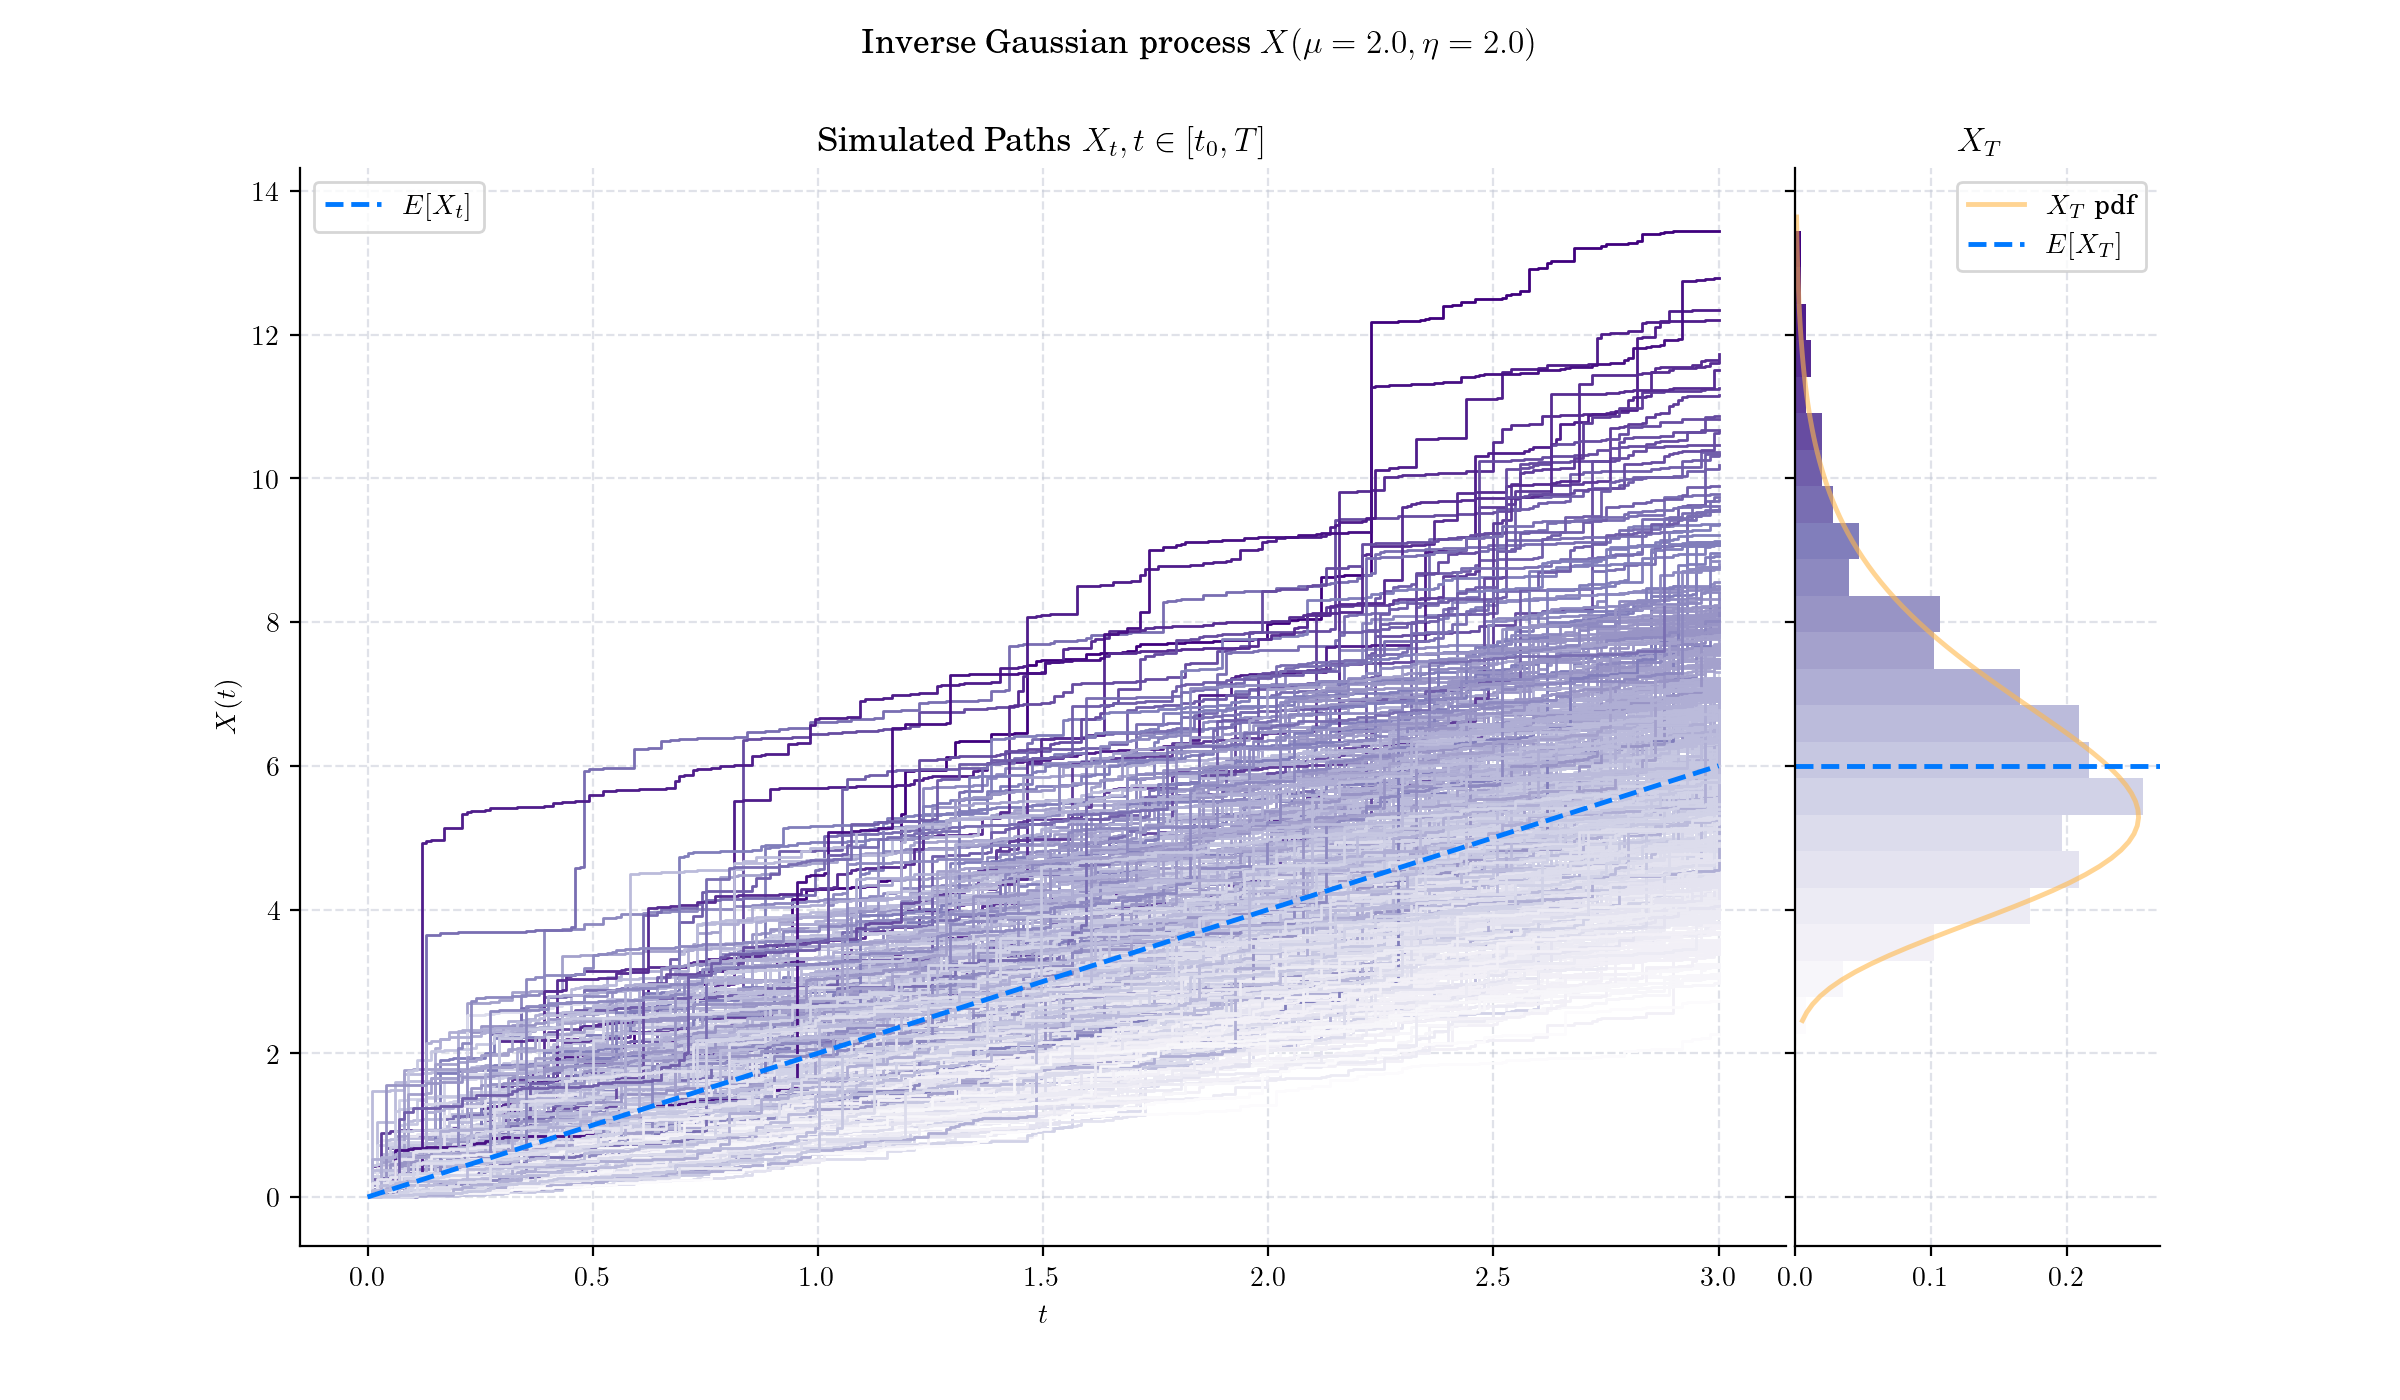 Inverse Gaussian process X(μ = 2.0, η = 2.0)
Simulated Paths X_t, t ∈ [t_0, T]
X_T
E[X_t]
X_T pdf
E[X_T]
X(t)
14
12
10
8
6
4
2
0
0.0 0.5 1.0 1.5 2.0 2.5 3.0
t
0.0 0.1 0.2